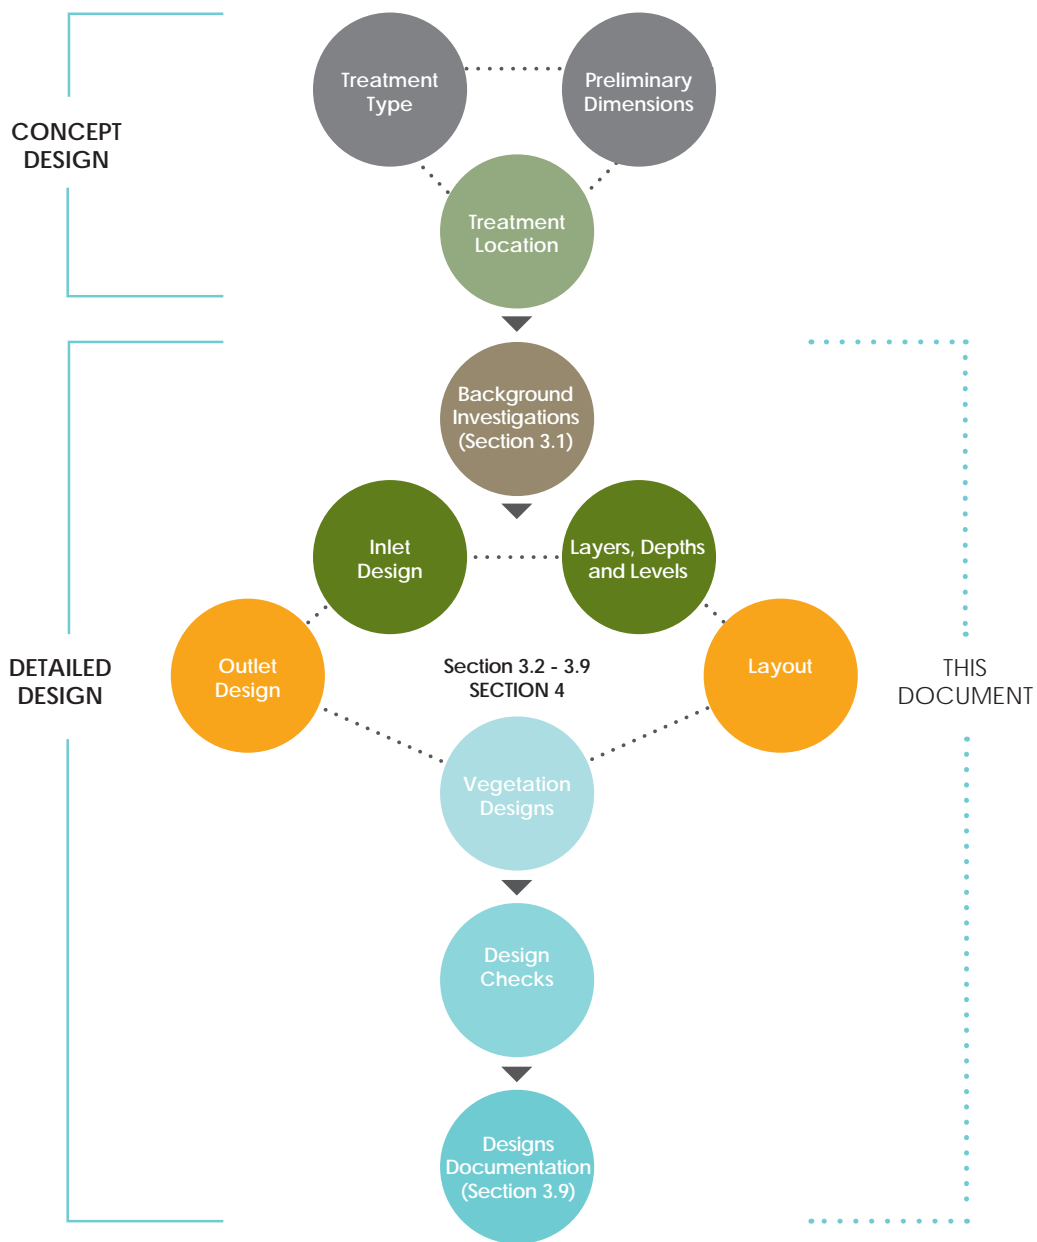 CONCEPT
DESIGN
Treatment
Type
Preliminary
Dimensions
Treatment
Location
Background
Investigations
(Section 3.1)
Inlet
Design
Layers, Depths
and Levels
DETAILED
DESIGN
Outlet
Design
Section 3.2 - 3.9
SECTION 4
Layout
THIS
DOCUMENT
Vegetation
Designs
Design
Checks
Designs
Documentation
(Section 3.9)